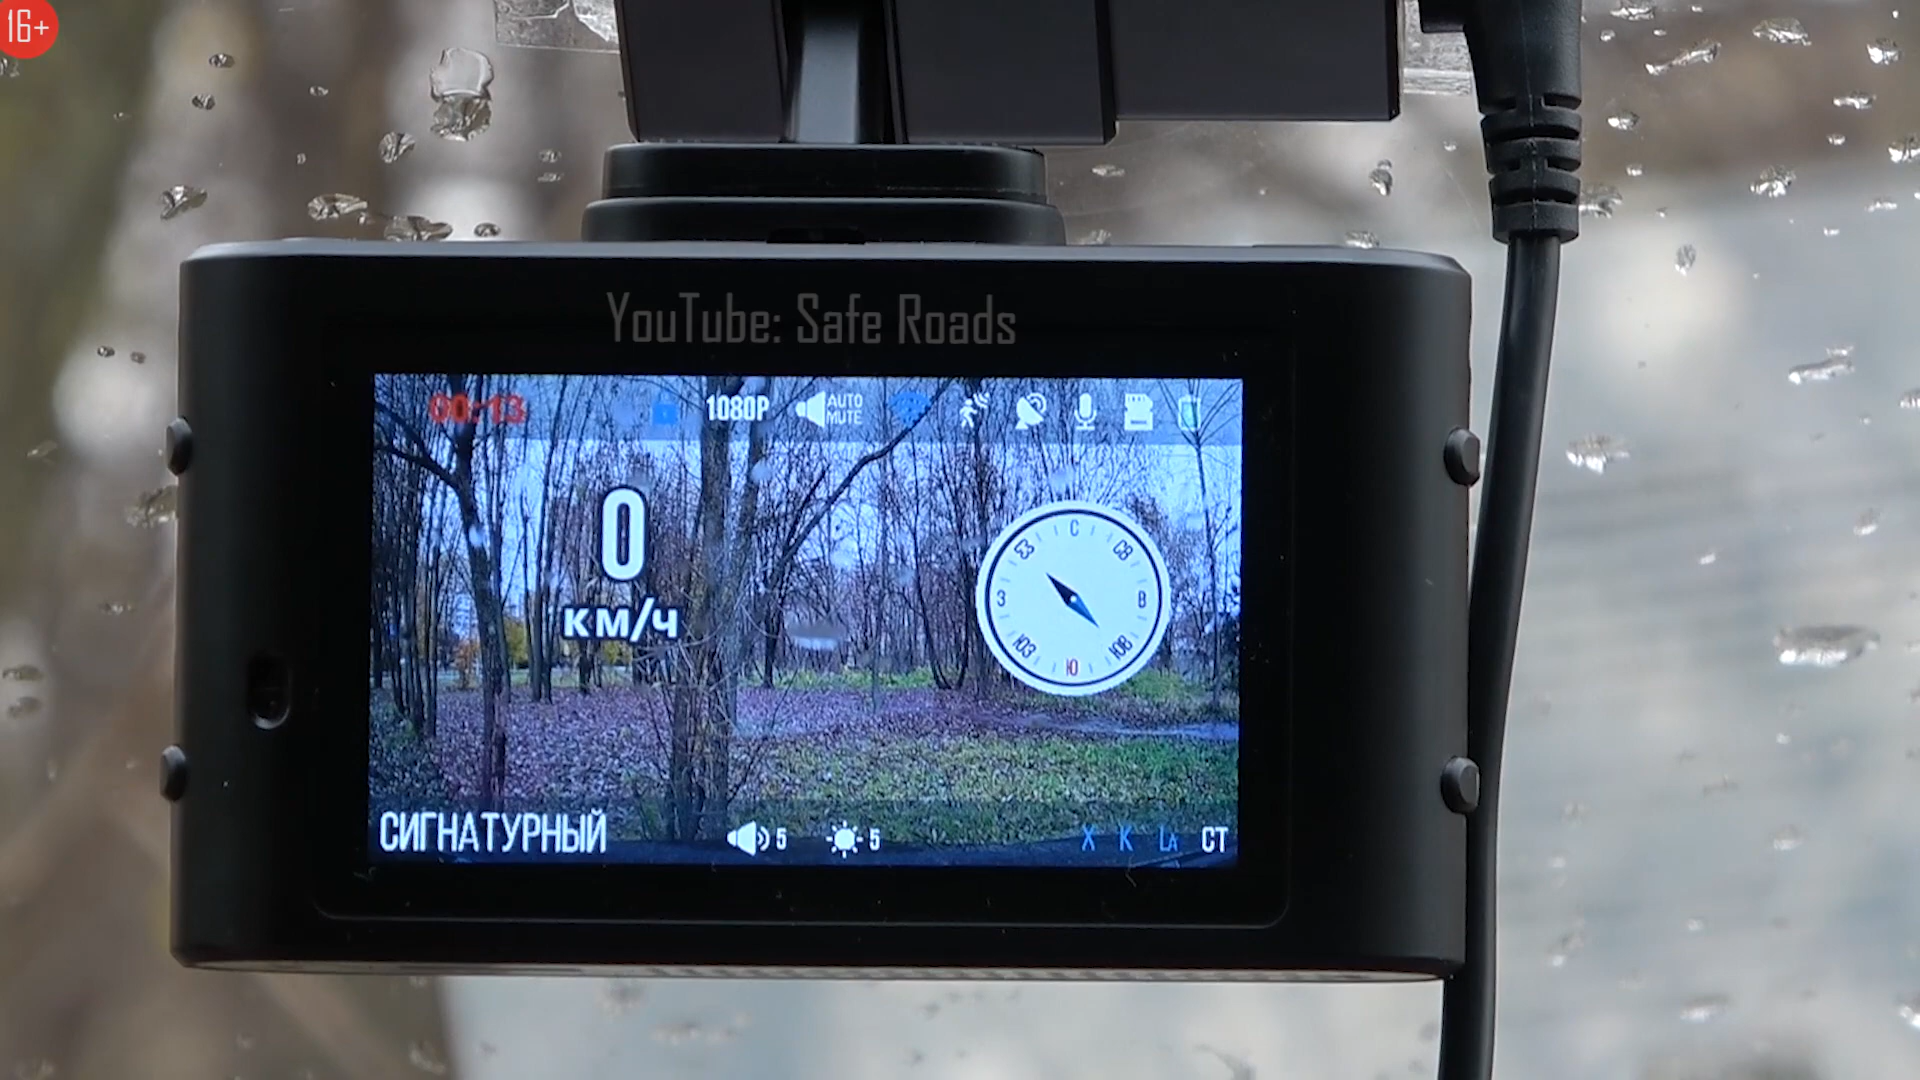 16+
YouTube: Safe Roads
00:13
1080P
AUTO
MUTE
0
км/ч
С
СЗ
СВ
З
В
ЮЗ
ЮВ
Ю
СИГНАТУРНЫЙ
5
5
X K LA СТ